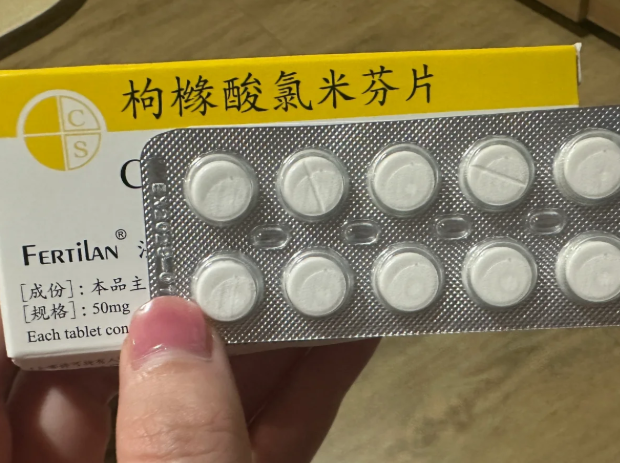 枸橼酸氯米芬片
C
S
C
FERTILAN®
[成份]：本品主
[规格]：50mg
Each tablet con